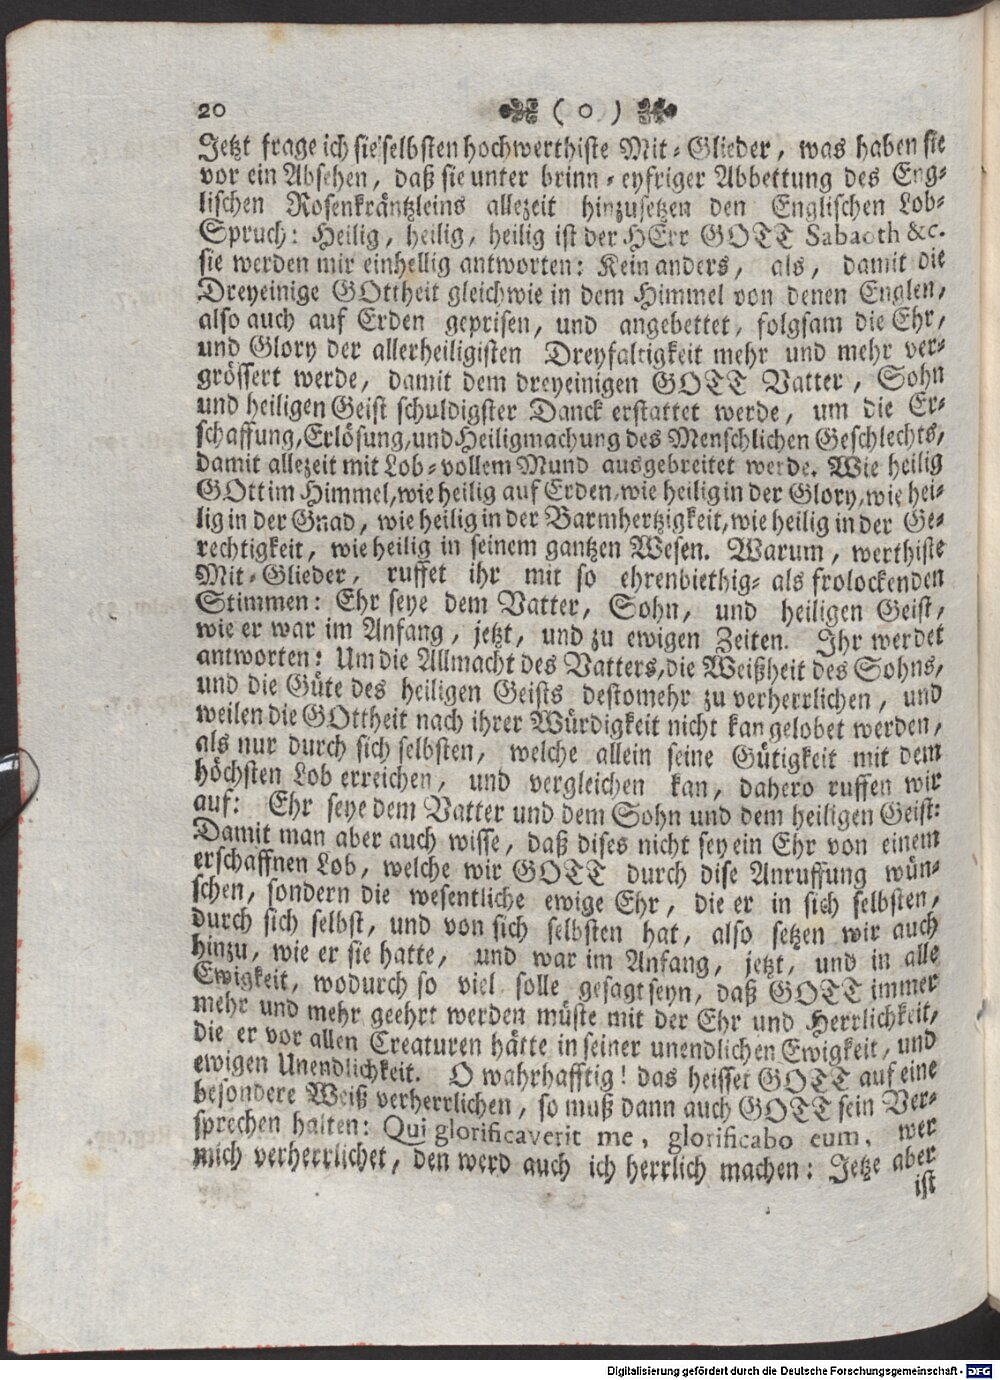 20 ( o )
Jetzt frage ich sie selbsten hochwerthiste Mit-Glieder, was haben sie
vor ein Absehen, daß sie unter brinn-eyfriger Abbettung des Eng-
lischen Rosenkräntzleins allezeit hinzusetzen den Englischen Lob-
Spruch: Heilig, heilig, heilig ist der HErr GOTT Sabaoth &c.
sie werden mir einhellig antworten: Kein anders, als, damit die
Dreyeinige GOttheit gleichwie in dem Himmel von denen Englen,
also auch auf Erden geprisen, und angebettet, folgsam die Ehr,
und Glory der allerheiligisten Dreyfaltigkeit mehr und mehr ver-
grössert werde, damit dem dreyeinigen GOTT Vatter, Sohn
und heiligen Geist schuldigster Danck erstattet werde, um die Er-
schaffung, Erlösung, und Heiligmachung des Menschlichen Geschlechts,
damit allezeit mit Lob-vollem Mund ausgebreitet werde. Wie heilig
GOtt im Himmel, wie heilig auf Erden, wie heilig in der Glory, wie hei-
lig in der Gnad, wie heilig in der Barmhertzigkeit, wie heilig in der Ge-
rechtigkeit, wie heilig in seinem gantzen Wesen. Warum, werthiste
Mit-Glieder, ruffet ihr mit so ehrenbiethig- als frolockenden
Stimmen: Ehr seye dem Vatter, Sohn, und heiligen Geist,
wie er war im Anfang, jetzt, und zu ewigen Zeiten. Ihr werdet
antworten: Um die Allmacht des Vatters, die Weißheit des Sohns,
und die Güte des heiligen Geists destomehr zu verherrlichen, und
weilen die GOttheit nach ihrer Würdigkeit nicht kan gelobet werden,
als nur durch sich selbsten, welche allein seine Gütigkeit mit dem
höchsten Lob erreichen, und vergleichen kan, dahero ruffen wir
auf: Ehr seye dem Vatter und dem Sohn und dem heiligen Geist:
Damit man aber auch wisse, daß dises nicht sey ein Ehr von einem
erschaffnen Lob, welche wir GOTT durch dise Anruffung wün-
schen, sondern die wesentliche ewige Ehr, die er in sich selbsten,
durch sich selbst, und von sich selbsten hat, also setzen wir auch
hinzu, wie er sie hatte, und war im Anfang, jetzt, und in alle
Ewigkeit, wodurch so viel solle gesagt seyn, daß GOTT immer
mehr und mehr geehrt werden müste mit der Ehr und Herrlichkeit,
die er vor allen Creaturen hätte in seiner unendlichen Ewigkeit, und
ewigen Unendlichkeit. O wahrhafftig! das heisset GOTT auf eine
besondere Weiß verherrlichen, so muß dann auch GOTT sein Ver-
sprechen halten: Qui glorificaverit me, glorificabo eum, wer
mich verherrlichet, den werd auch ich herrlich machen: Jetze aber
ist
Digitalisierung gefördert durch die Deutsche Forschungsgemeinschaft - DFG